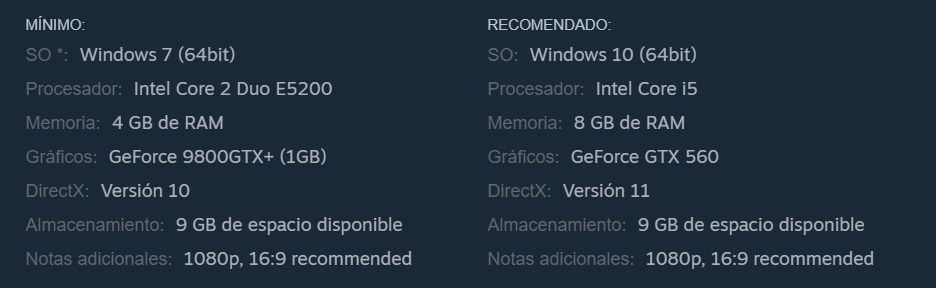 MÍNIMO:
SO *: Windows 7 (64bit)
Procesador: Intel Core 2 Duo E5200
Memoria: 4 GB de RAM
Gráficos: GeForce 9800GTX+ (1GB)
DirectX: Versión 10
Almacenamiento: 9 GB de espacio disponible
Notas adicionales: 1080p, 16:9 recommended
RECOMENDADO:
SO: Windows 10 (64bit)
Procesador: Intel Core i5
Memoria: 8 GB de RAM
Gráficos: GeForce GTX 560
DirectX: Versión 11
Almacenamiento: 9 GB de espacio disponible
Notas adicionales: 1080p, 16:9 recommended